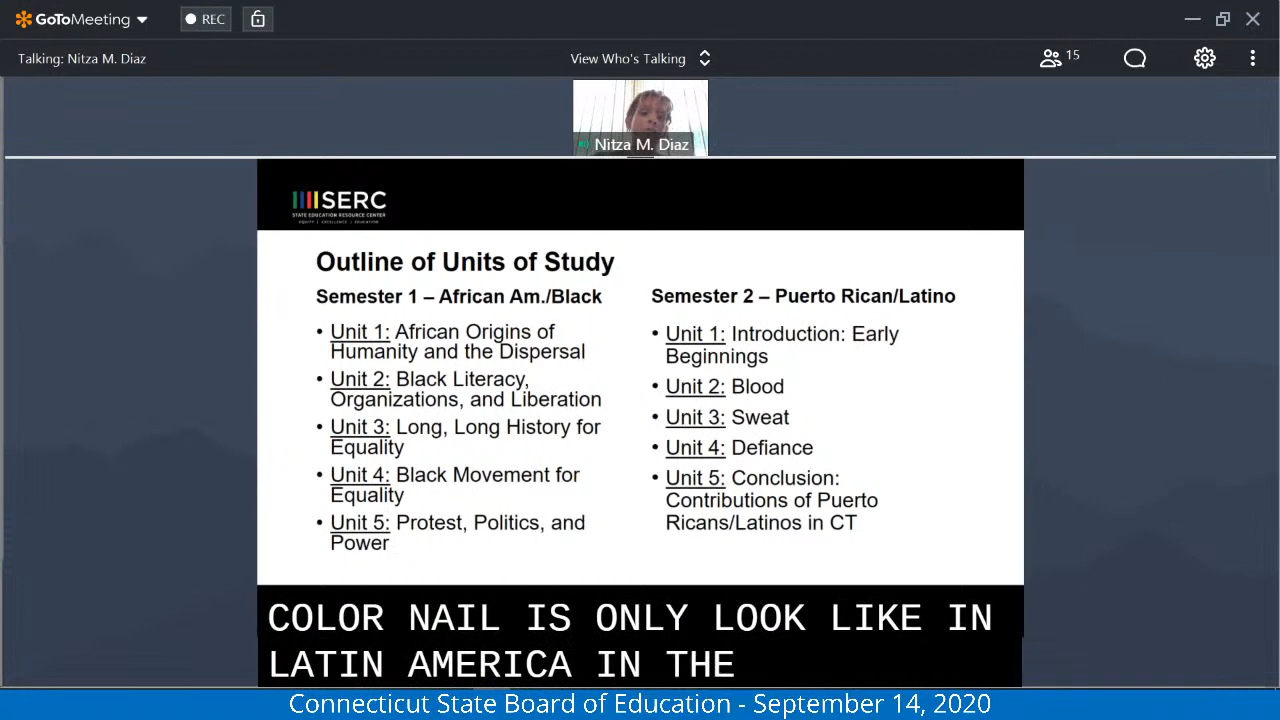 GoToMeeting
REC
Talking: Nitza M. Diaz
View Who's Talking
15
Nitza M. Diaz
SERC
STATE EDUCATION RESOURCE CENTER
EQUITY | EXCELLENCE | EDUCATION
Outline of Units of Study
Semester 1 – African Am./Black
• Unit 1: African Origins of
Humanity and the Dispersal
• Unit 2: Black Literacy,
Organizations, and Liberation
• Unit 3: Long, Long History for
Equality
• Unit 4: Black Movement for
Equality
• Unit 5: Protest, Politics, and
Power
Semester 2 – Puerto Rican/Latino
• Unit 1: Introduction: Early
Beginnings
• Unit 2: Blood
• Unit 3: Sweat
• Unit 4: Defiance
• Unit 5: Conclusion:
Contributions of Puerto
Ricans/Latinos in CT
COLOR NAIL IS ONLY LOOK LIKE IN
LATIN AMERICA IN THE
Connecticut State Board of Education - September 14, 2020